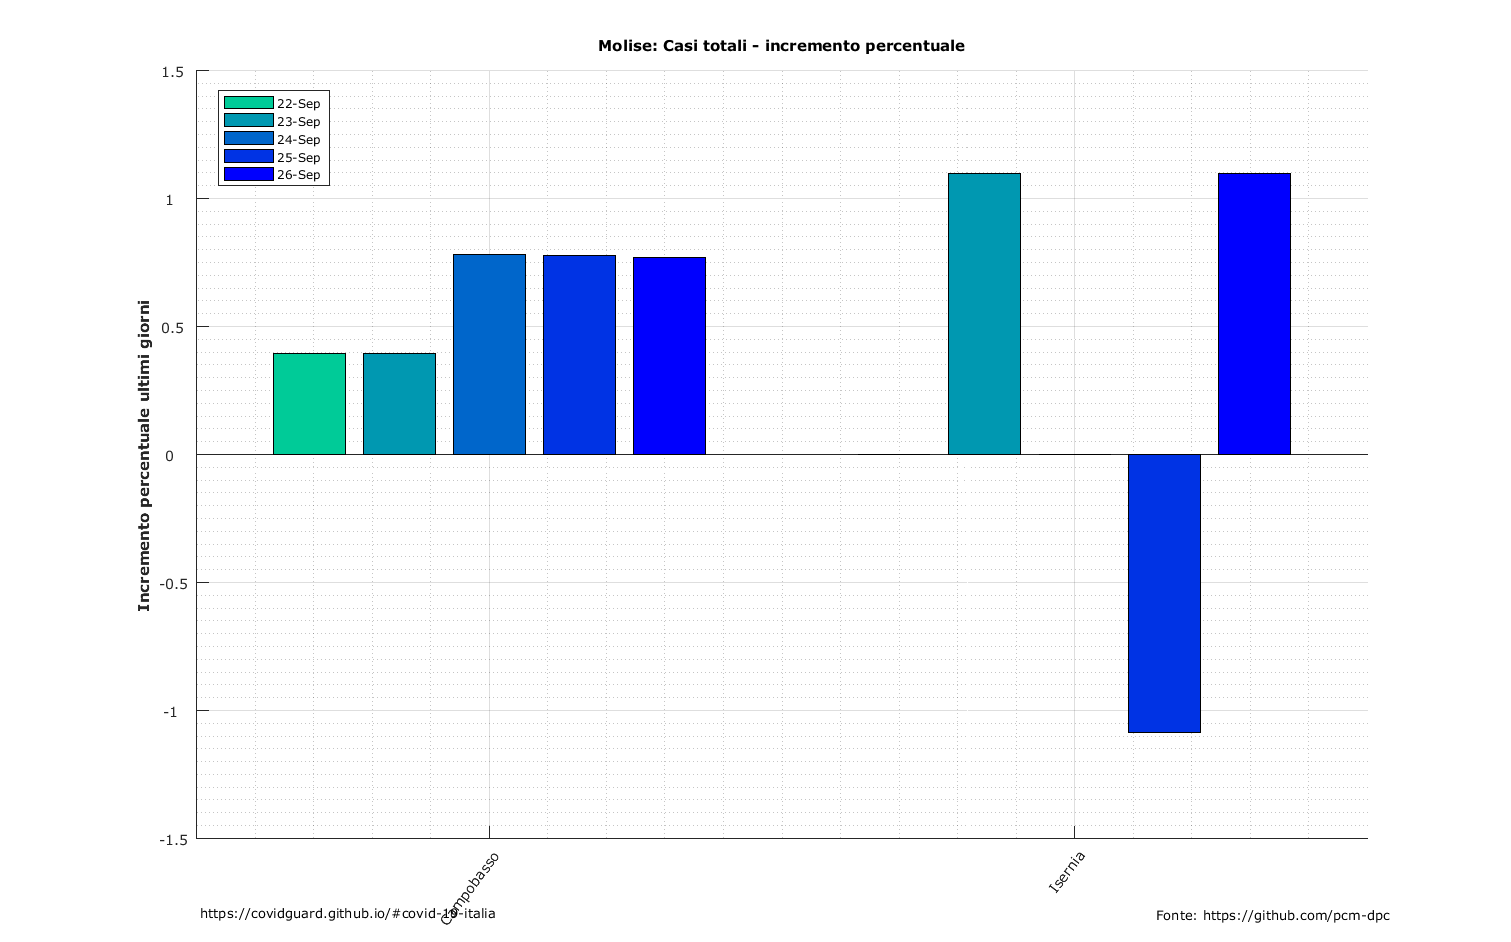 Molise: Casi totali - incremento percentuale
1.5
1
0.5
0
-0.5
-1
-1.5
Incremento percentuale ultimi giorni
22-Sep
23-Sep
24-Sep
25-Sep
26-Sep
Campobasso
Isernia
https://covidguard.github.io/#covid-19-italia
Fonte: https://github.com/pcm-dpc